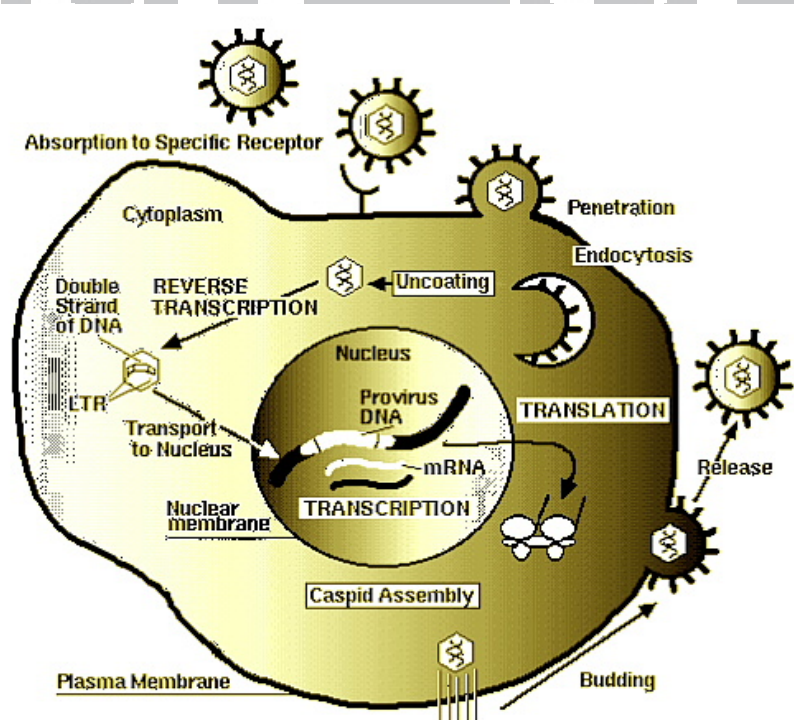 Absorption to Specific Receptor
Cytoplasm
Penetration
Endocytosis
Double
Strand
of DNA
REVERSE
TRANSCRIPTION
Uncoating
Nucleus
LTR
Provirus
DNA
TRANSLATION
Transport
to Nucleus
mRNA
Release
Nuclear
membrane
TRANSCRIPTION
Caspid Assembly
Plasma Membrane
Budding